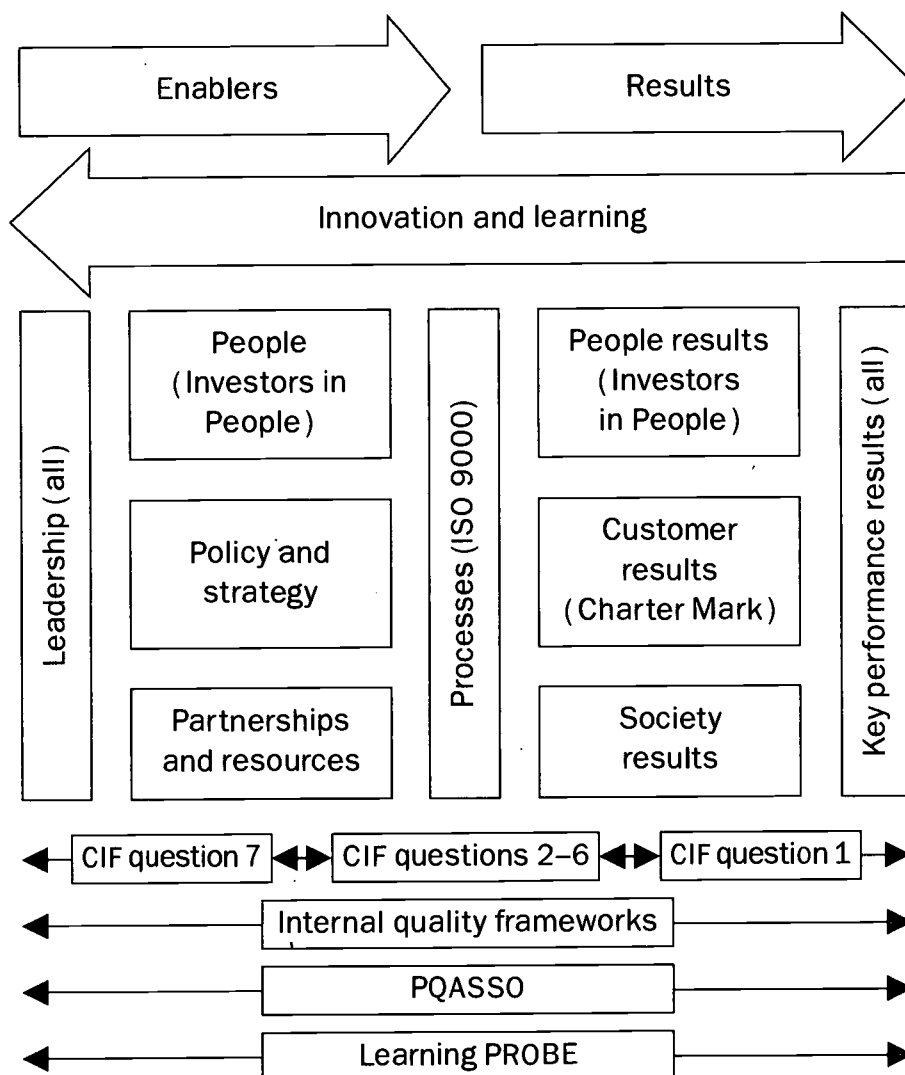 Enablers
Results
Innovation and learning
Leadership (all)
People
(Investors in
People)
Policy and
strategy
Partnerships
and resources
Processes (ISO 9000)
People results
(Investors
in People)
Customer
results
(Charter Mark)
Society
results
Key performance results (all)
CIF question 7
CIF questions 2–6
CIF question 1
Internal quality frameworks
PQASSO
Learning PROBE